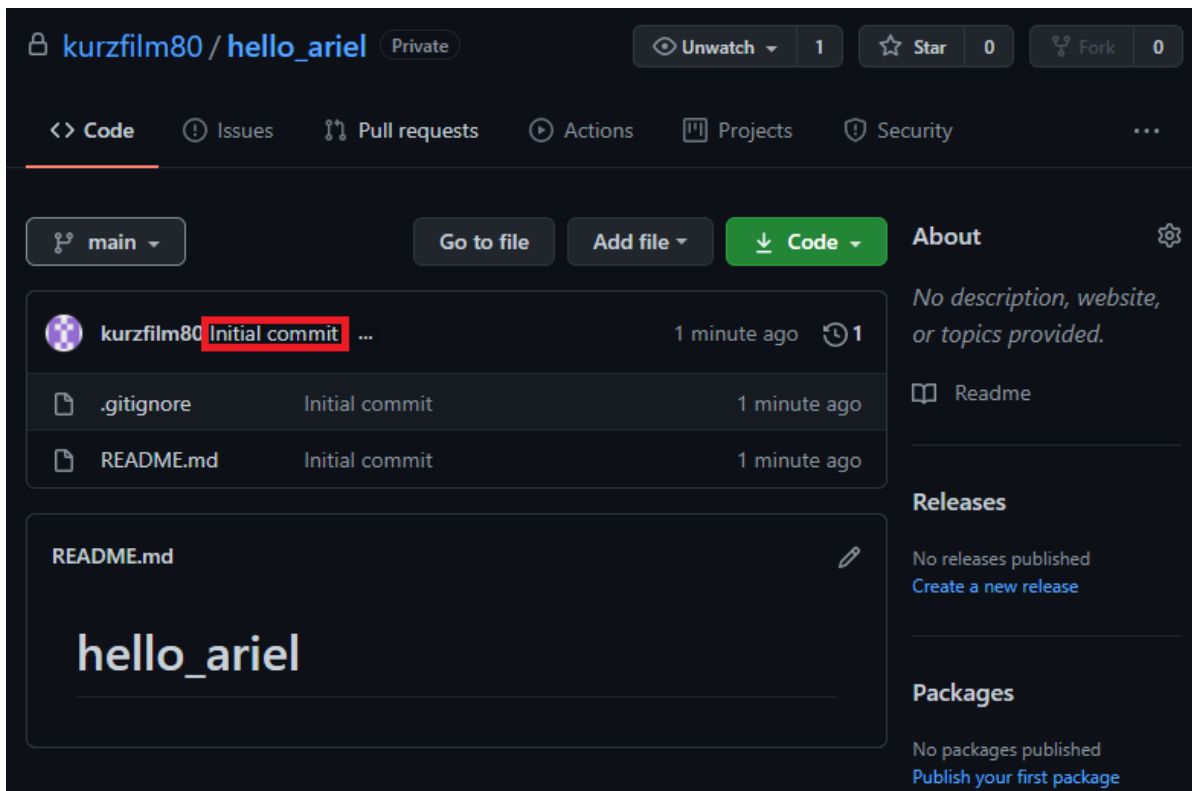 kurzfilm80 / hello_ariel Private Unwatch 1 Star 0 Fork 0
Code Issues Pull requests Actions Projects Security ...
main Go to file Add file Code
kurzfilm80 Initial commit ... 1 minute ago 1
.gitignore Initial commit 1 minute ago
README.md Initial commit 1 minute ago
README.md
hello_ariel
About
No description, website,
or topics provided.
Readme
Releases
No releases published
Create a new release
Packages
No packages published
Publish your first package